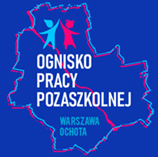 OGNISKO
PRACY
POZASZKOLNEJ
WARSZAWA
OCHOTA